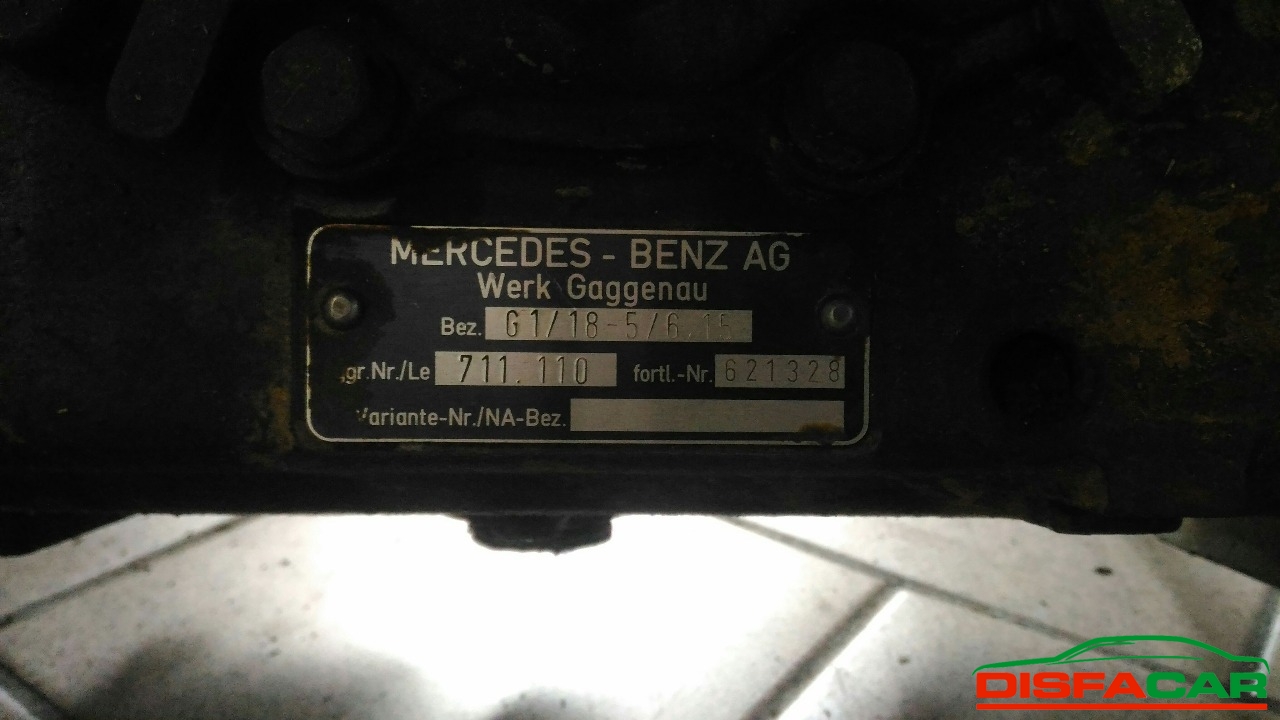 MERCEDES - BENZ AG
Werk Gaggenau
Bez. G1/18-5/6.15
gr.Nr./Le 711.110 fortl.-Nr. 621328
Variante-Nr./NA-Bez.
DISFACAR